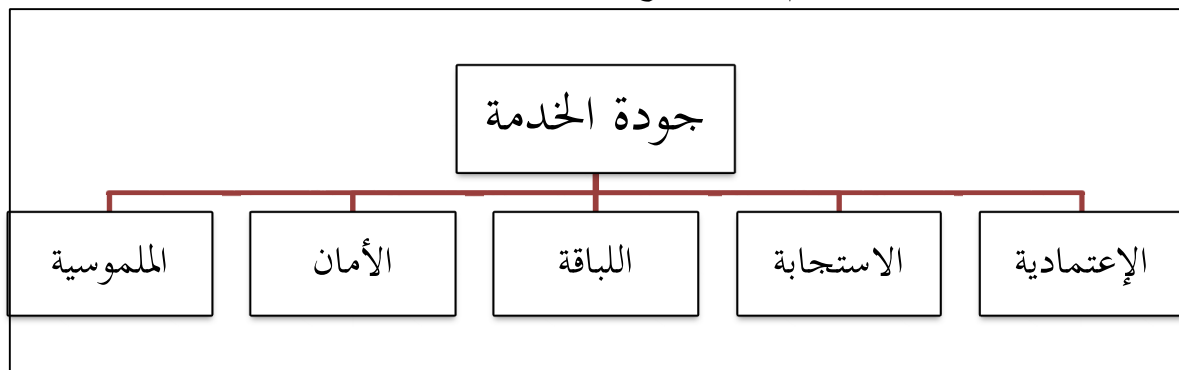 جودة الخدمة
الإعتمادية
الاستجابة
اللباقة
الأمان
الملموسية